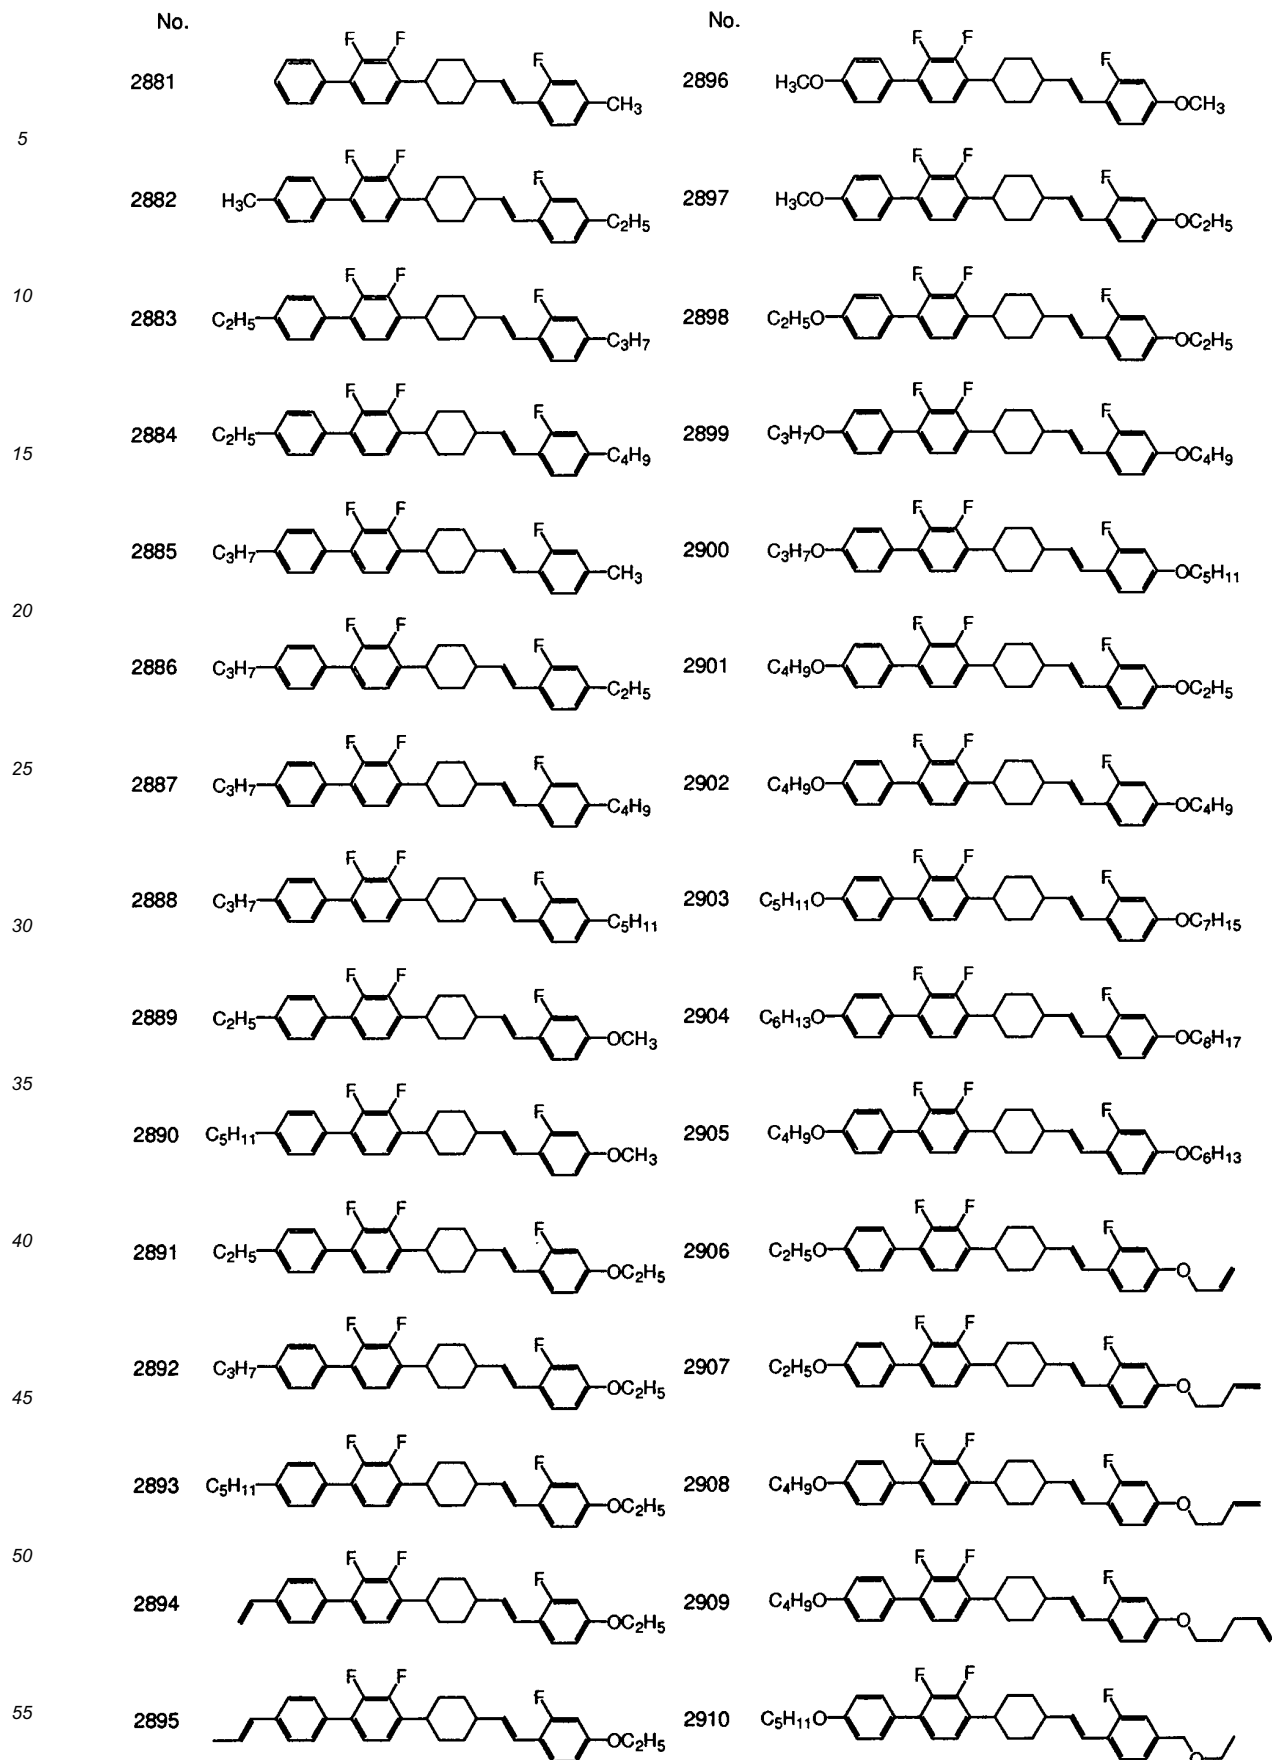 No. No.
2881 F F F CH3 2896 H3CO F F F OCH3
5
2882 H3C F F F C2H5 2897 H3CO F F F OC2H5
10
2883 C2H5 F F F C3H7 2898 C2H5O F F F OC2H5
2884 C2H5 F F F C4H9 2899 C3H7O F F F OC4H9
15
2885 C3H7 F F F CH3 2900 C3H7O F F F OC5H11
20
2886 C3H7 F F F C2H5 2901 C4H9O F F F OC2H5
25
2887 C3H7 F F F C4H9 2902 C4H9O F F F OC4H9
2888 C3H7 F F F C5H11 2903 C5H11O F F F OC7H15
30
2889 C2H5 F F F OCH3 2904 C6H13O F F F OC8H17
35
2890 C5H11 F F F OCH3 2905 C4H9O F F F OC6H13
40
2891 C2H5 F F F OC2H5 2906 C2H5O F F F O
2892 C3H7 F F F OC2H5 2907 C2H5O F F F O
45
2893 C5H11 F F F OC2H5 2908 C4H9O F F F O
50
2894 F F F OC2H5 2909 C4H9O F F F O
55
2895 F F F OC2H5 2910 C5H11O F F F O